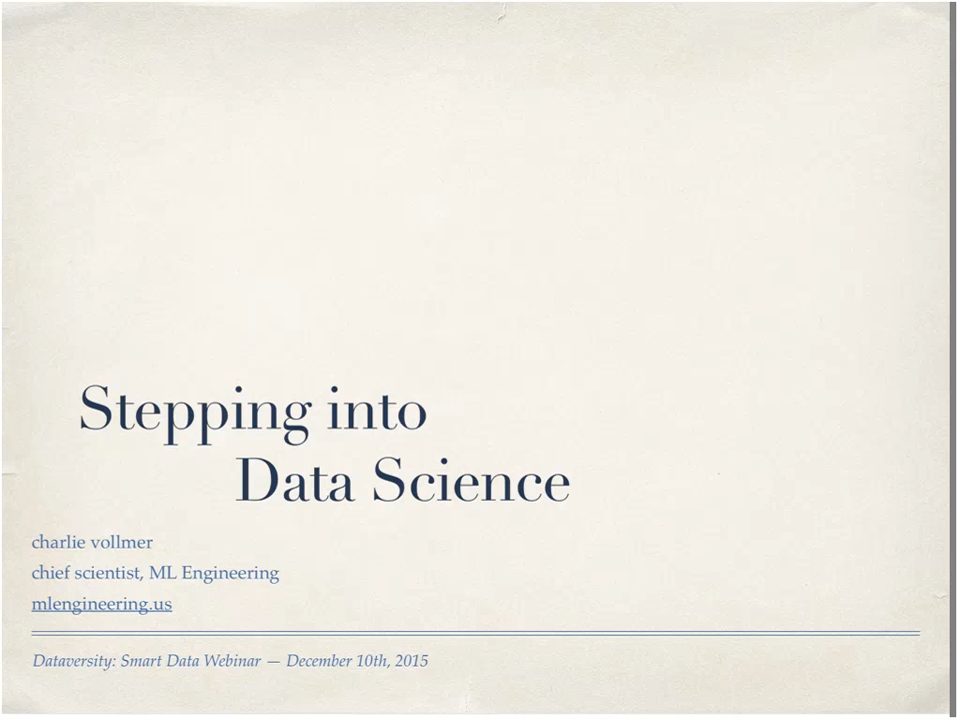 Stepping into
Data Science
charlie vollmer
chief scientist, ML Engineering
mlengineering.us
Dataversity: Smart Data Webinar — December 10th, 2015